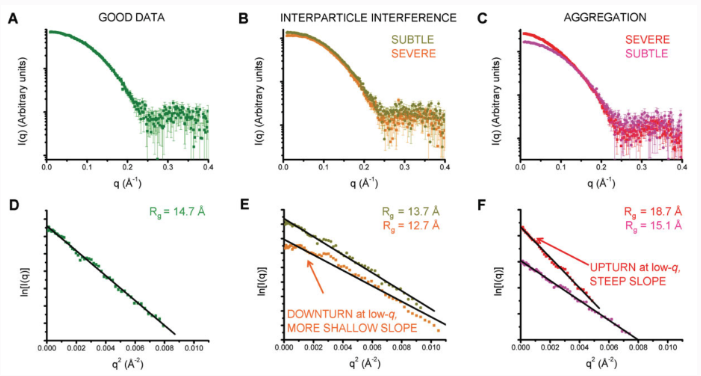 GOOD DATA
INTERPARTICLE INTERFERENCE
AGGREGATION
A
I(q) (Arbitrary units)
0.0 0.1 0.2 0.3 0.4
q (Å⁻¹)
B
SUBTLE
SEVERE
I(q) (Arbitrary units)
0.0 0.1 0.2 0.3 0.4
q (Å⁻¹)
C
SEVERE
SUBTLE
I(q) (Arbitrary units)
0.0 0.1 0.2 0.3 0.4
q (Å⁻¹)
D
Rg = 14.7 Å
ln[I(q)]
0.000 0.002 0.004 0.006 0.008 0.010
q² (Å⁻²)
E
Rg = 13.7 Å
Rg = 12.7 Å
ln[I(q)]
DOWNTURN at low-q,
MORE SHALLOW SLOPE
0.000 0.002 0.004 0.006 0.008 0.010
q² (Å⁻²)
F
Rg = 18.7 Å
Rg = 15.1 Å
ln[I(q)]
UPTURN at low-q,
STEEP SLOPE
0.000 0.002 0.004 0.006 0.008 0.010
q² (Å⁻²)